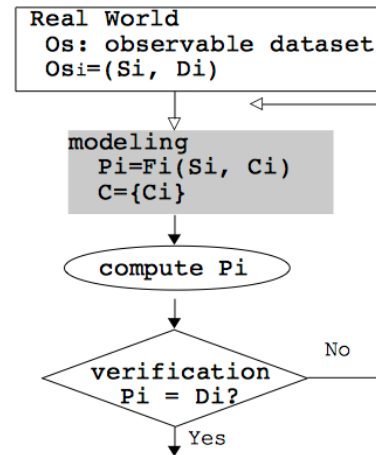 Real World
Os: observable dataset
Osi=(Si, Di)
modeling
Pi=Fi(Si, Ci)
C={Ci}
compute Pi
verification
Pi = Di?
No
Yes